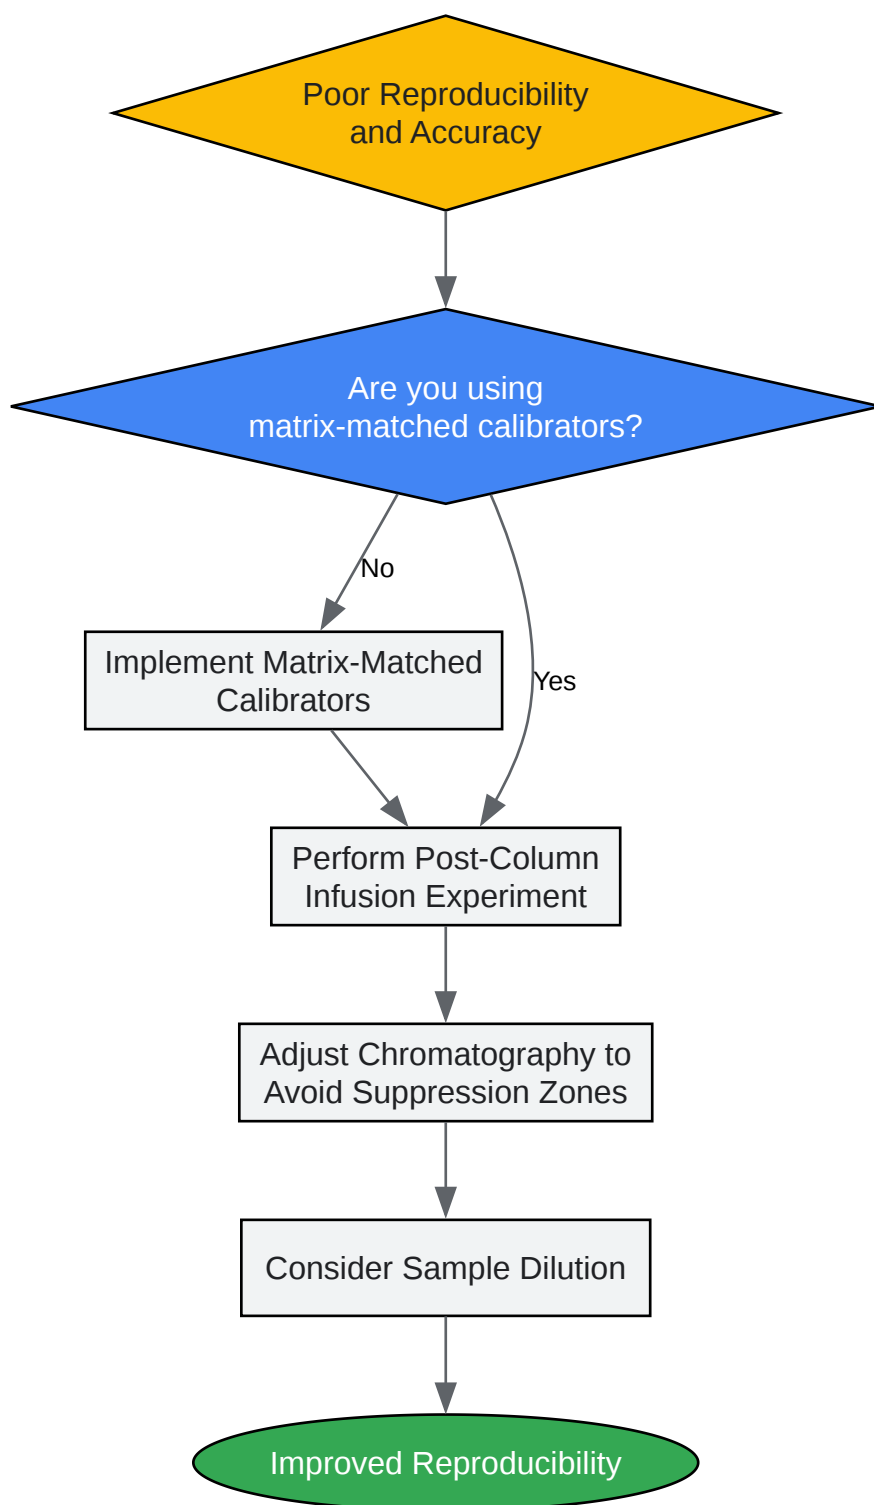 Poor Reproducibility
and Accuracy
Are you using
matrix-matched calibrators?
No
Implement Matrix-Matched
Calibrators
Yes
Perform Post-Column
Infusion Experiment
Adjust Chromatography to
Avoid Suppression Zones
Consider Sample Dilution
Improved Reproducibility